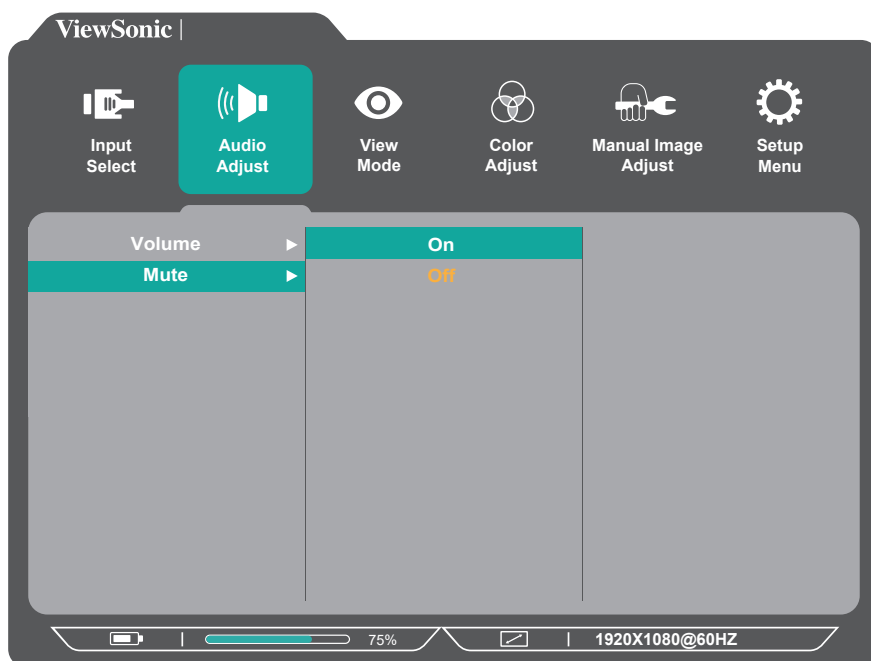 ViewSonic
Input Select
Audio Adjust
View Mode
Color Adjust
Manual Image Adjust
Setup Menu
Volume
On
Mute
Off
75%
1920X1080@60HZ